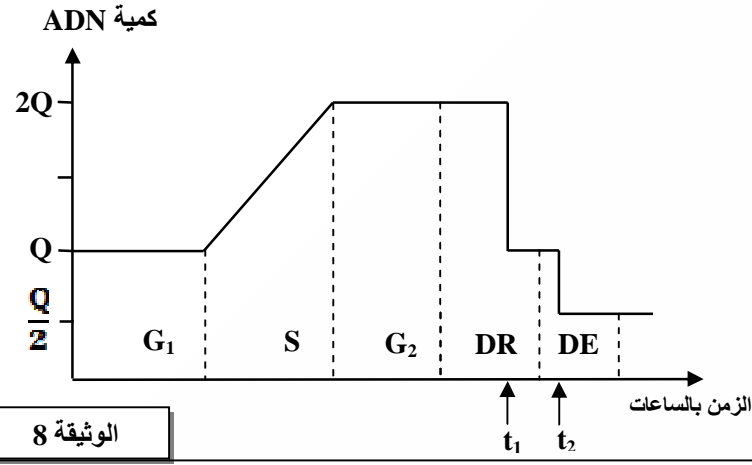 كمية ADN
2Q
Q
Q
2
G₁ S G₂ DR DE
الزمن بالساعات
t₁ t₂
الوثيقة 8